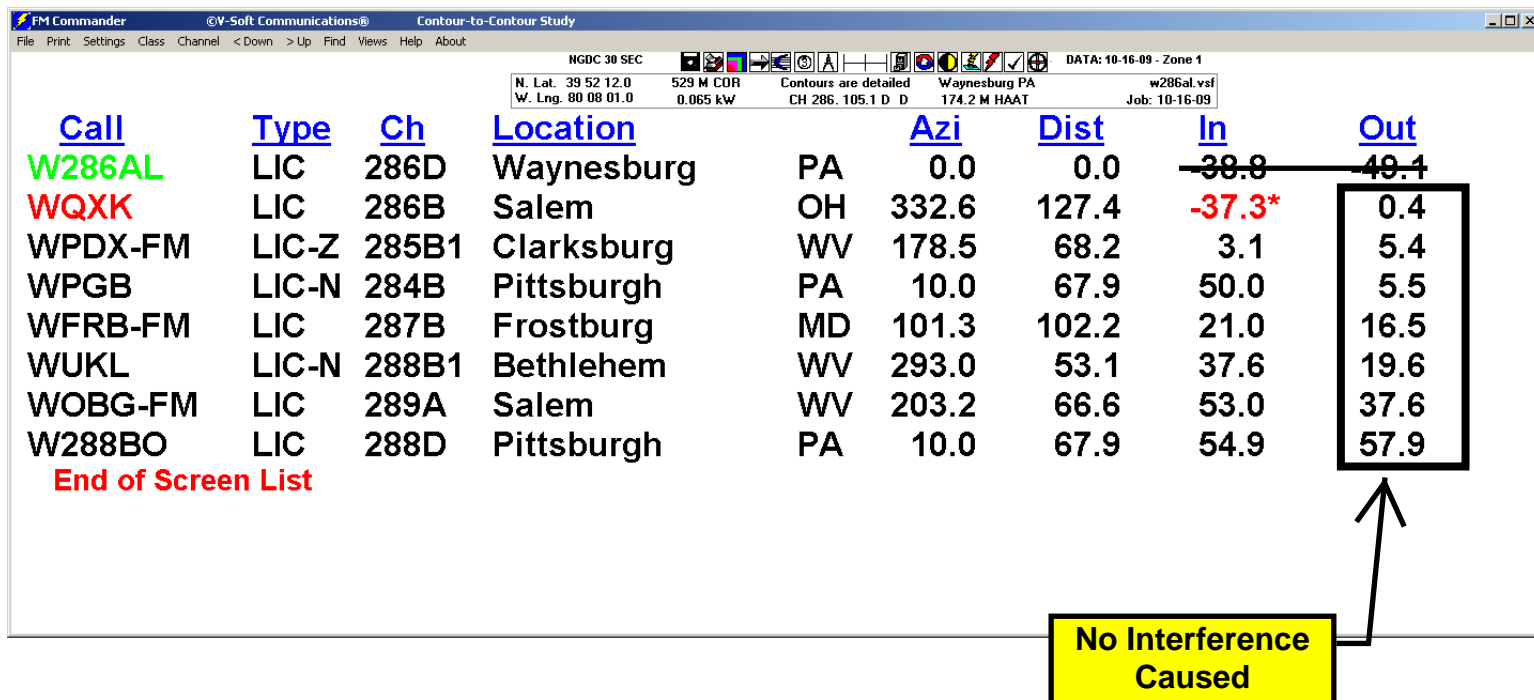 FM Commander ©V-Soft Communications® Contour-to-Contour Study
File Print Settings Class Channel < Down > Up Find Views Help About
NGDC 30 SEC DATA: 10-16-09 - Zone 1
N. Lat. 39 52 12.0 529 M COR Contours are detailed Waynesburg PA w286al.vsf
W. Lng. 80 08 01.0 0.065 kW CH 286. 105.1 D D 174.2 M HAAT Job: 10-16-09
Call Type Ch Location Azi Dist In Out
W286AL LIC 286D Waynesburg PA 0.0 0.0 -38.8 -49.1
WQXK LIC 286B Salem OH 332.6 127.4 -37.3* 0.4
WPDX-FM LIC-Z 285B1 Clarksburg WV 178.5 68.2 3.1 5.4
WPGB LIC-N 284B Pittsburgh PA 10.0 67.9 50.0 5.5
WFRB-FM LIC 287B Frostburg MD 101.3 102.2 21.0 16.5
WUKL LIC-N 288B1 Bethlehem WV 293.0 53.1 37.6 19.6
WOBG-FM LIC 289A Salem WV 203.2 66.6 53.0 37.6
W288BO LIC 288D Pittsburgh PA 10.0 67.9 54.9 57.9
End of Screen List
No Interference
Caused